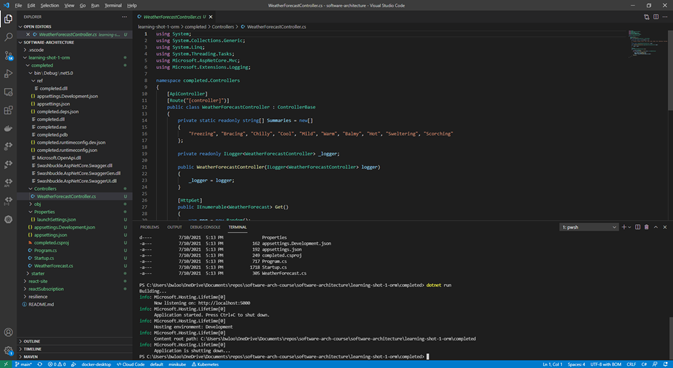 File Edit Selection View Go Run Terminal Help
WeatherForecastController.cs - software-architecture - Visual Studio Code
EXPLORER
OPEN EDITORS
WeatherForecastController.cs learning-s...
SOFTWARE-ARCHITECTURE
.vscode
learning-shot-1-orm
completed
bin \ Debug \ net5.0
ref
completed.dll
appsettings.Development.json
appsettings.json
completed.deps.json
completed.dll
completed.exe
completed.pdb
completed.runtimeconfig.dev.json
completed.runtimeconfig.json
Microsoft.OpenApi.dll
Swashbuckle.AspNetCore.Swagger.dll
Swashbuckle.AspNetCore.SwaggerGen.dll
Swashbuckle.AspNetCore.SwaggerUI.dll
Controllers
WeatherForecastController.cs U
obj
Properties
launchSettings.json U
appsettings.Development.json U
appsettings.json U
completed.csproj U
Program.cs U
Startup.cs U
WeatherForecast.cs U
starter
react-site
reactSubscription
resilience
README.md
OUTLINE
TIMELINE
MAVEN
WeatherForecastController.cs U
learning-shot-1-orm > completed > Controllers > WeatherForecastController.cs
1 using System;
2 using System.Collections.Generic;
3 using System.Linq;
4 using System.Threading.Tasks;
5 using Microsoft.AspNetCore.Mvc;
6 using Microsoft.Extensions.Logging;
7
8 namespace completed.Controllers
9 {
10 [ApiController]
11 [Route("[controller]")]
12 public class WeatherForecastController : ControllerBase
13 {
14 private static readonly string[] Summaries = new[]
15 {
16 "Freezing", "Bracing", "Chilly", "Cool", "Mild", "Warm", "Balmy", "Hot", "Sweltering", "Scorching"
17 };
18
19 private readonly ILogger<WeatherForecastController> _logger;
20
21 public WeatherForecastController(ILogger<WeatherForecastController> logger)
22 {
23 _logger = logger;
24 }
25
26 [HttpGet]
27 public IEnumerable<WeatherForecast> Get()
28 {
PROBLEMS OUTPUT DEBUG CONSOLE TERMINAL
1: pwsh
d---- 7/10/2021 5:13 PM Properties
-a--- 7/10/2021 5:13 PM 162 appsettings.Development.json
-a--- 7/10/2021 5:13 PM 192 appsettings.json
-a--- 7/10/2021 5:13 PM 249 completed.csproj
-a--- 7/10/2021 5:13 PM 717 Program.cs
-a--- 7/10/2021 5:13 PM 1718 Startup.cs
-a--- 7/10/2021 5:13 PM 305 WeatherForecast.cs
PS C:\Users\bwloo\OneDrive\Documents\repos\software-arch-course\software-architecture\learning-shot-1-orm\completed> dotnet run
Building...
info: Microsoft.Hosting.Lifetime[0]
Now listening on: http://localhost:5000
info: Microsoft.Hosting.Lifetime[0]
Application started. Press Ctrl+C to shut down.
info: Microsoft.Hosting.Lifetime[0]
Hosting environment: Development
info: Microsoft.Hosting.Lifetime[0]
Content root path: C:\Users\bwloo\OneDrive\Documents\repos\software-arch-course\software-architecture\learning-shot-1-orm\completed
info: Microsoft.Hosting.Lifetime[0]
Application is shutting down...
PS C:\Users\bwloo\OneDrive\Documents\repos\software-arch-course\software-architecture\learning-shot-1-orm\completed>
main* 0 0 docker-desktop Cloud Code default minikube Kubernetes
Ln 1, Col 1 Spaces: 4 UTF-8 with BOM CRLF C#